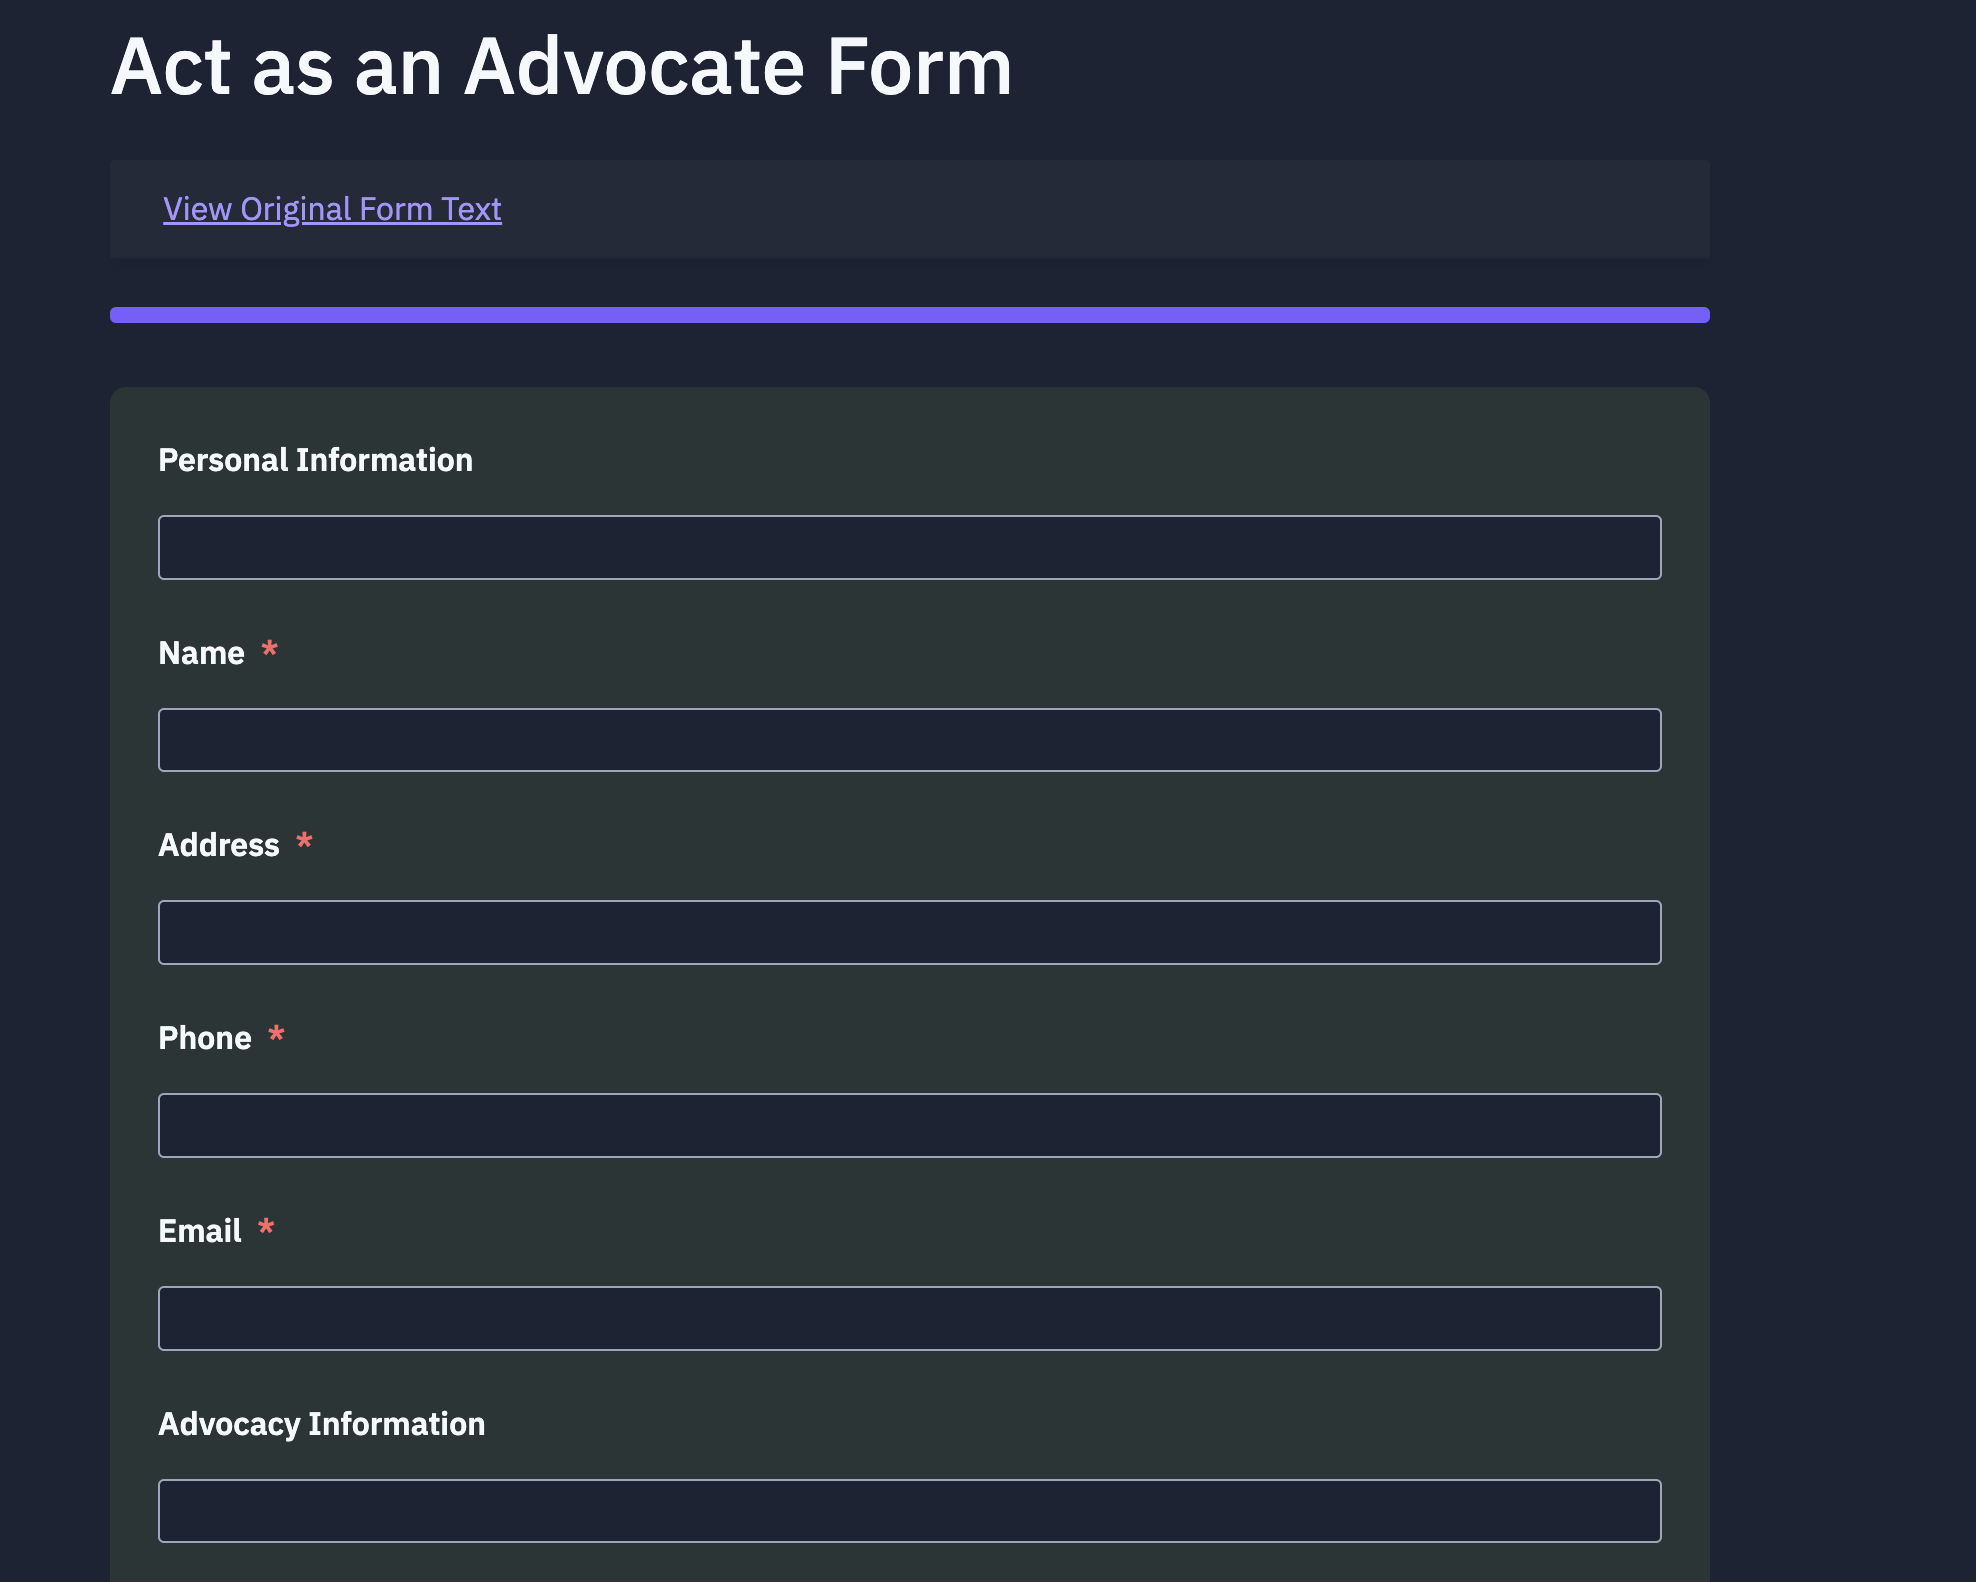 Act as an Advocate Form
View Original Form Text
Personal Information
Name *
Address *
Phone *
Email *
Advocacy Information